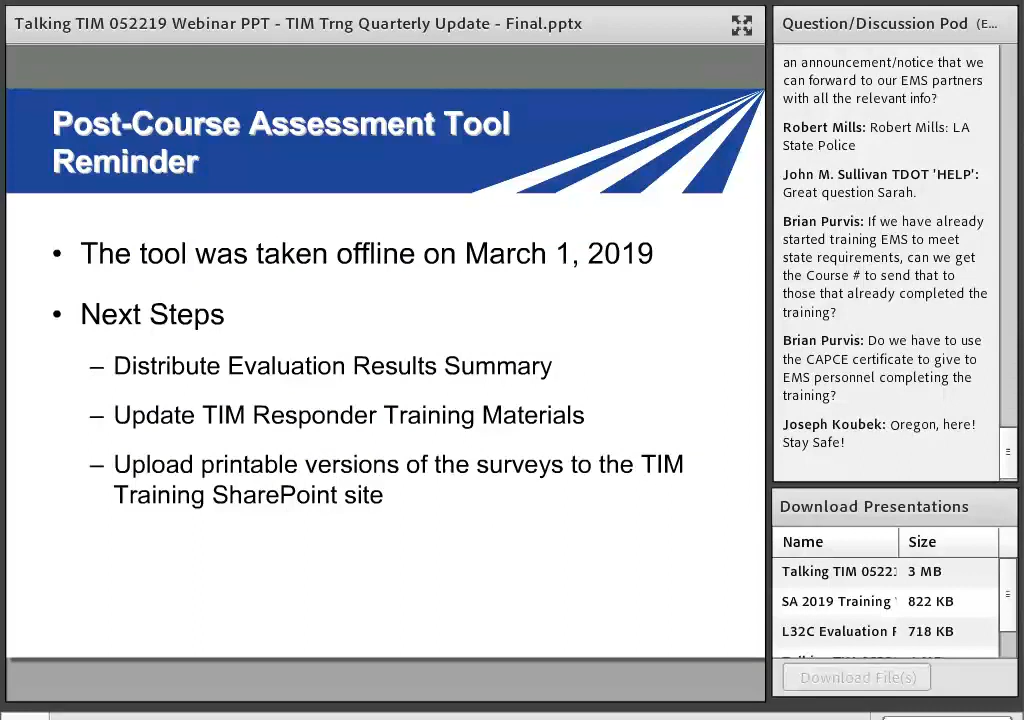 Talking TIM 052219 Webinar PPT - TIM Trng Quarterly Update - Final.pptx
Post-Course Assessment Tool
Reminder
• The tool was taken offline on March 1, 2019
• Next Steps
– Distribute Evaluation Results Summary
– Update TIM Responder Training Materials
– Upload printable versions of the surveys to the TIM
Training SharePoint site
Question/Discussion Pod (E...
an announcement/notice that we
can forward to our EMS partners
with all the relevant info?
Robert Mills: Robert Mills: LA
State Police
John M. Sullivan TDOT 'HELP':
Great question Sarah.
Brian Purvis: If we have already
started training EMS to meet
state requirements, can we get
the Course # to send that to
those that already completed the
training?
Brian Purvis: Do we have to use
the CAPCE certificate to give to
EMS personnel completing the
training?
Joseph Koubek: Oregon, here!
Stay Safe!
Download Presentations
Name Size
Talking TIM 3 MB
SA 2019 Training 822 KB
L32C Evaluation 718 KB
Download File(s)